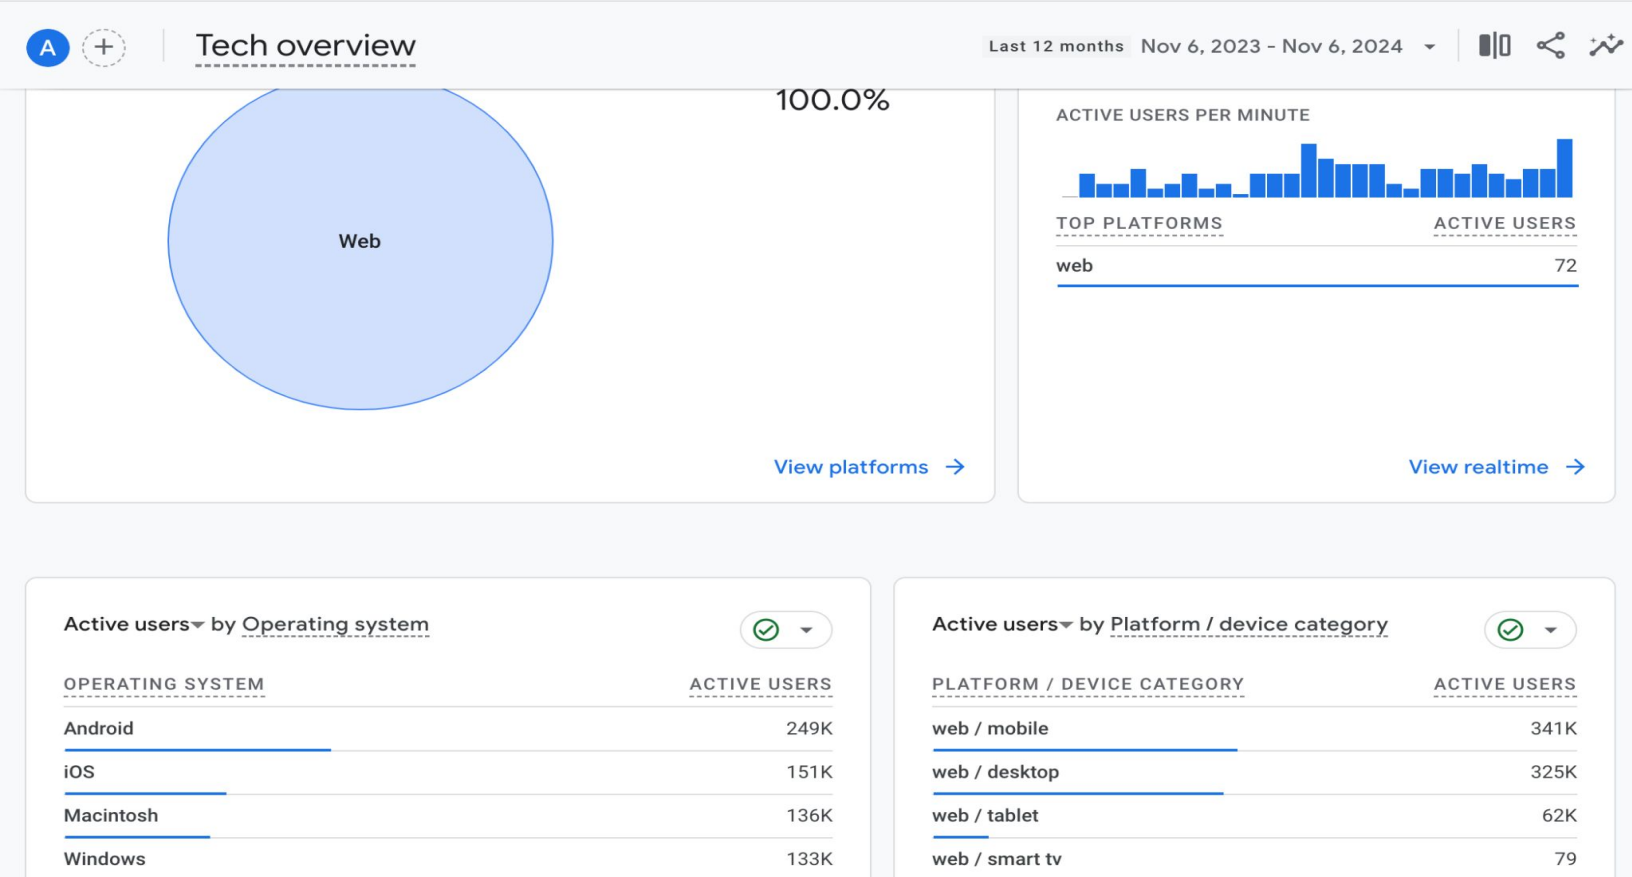 A
Tech overview
Last 12 months Nov 6, 2023 - Nov 6, 2024
100.0%
Web
View platforms
ACTIVE USERS PER MINUTE
TOP PLATFORMS ACTIVE USERS
web 72
View realtime
Active users by Operating system
OPERATING SYSTEM ACTIVE USERS
Android 249K
iOS 151K
Macintosh 136K
Windows 133K
Active users by Platform / device category
PLATFORM / DEVICE CATEGORY ACTIVE USERS
web / mobile 341K
web / desktop 325K
web / tablet 62K
web / smart tv 79